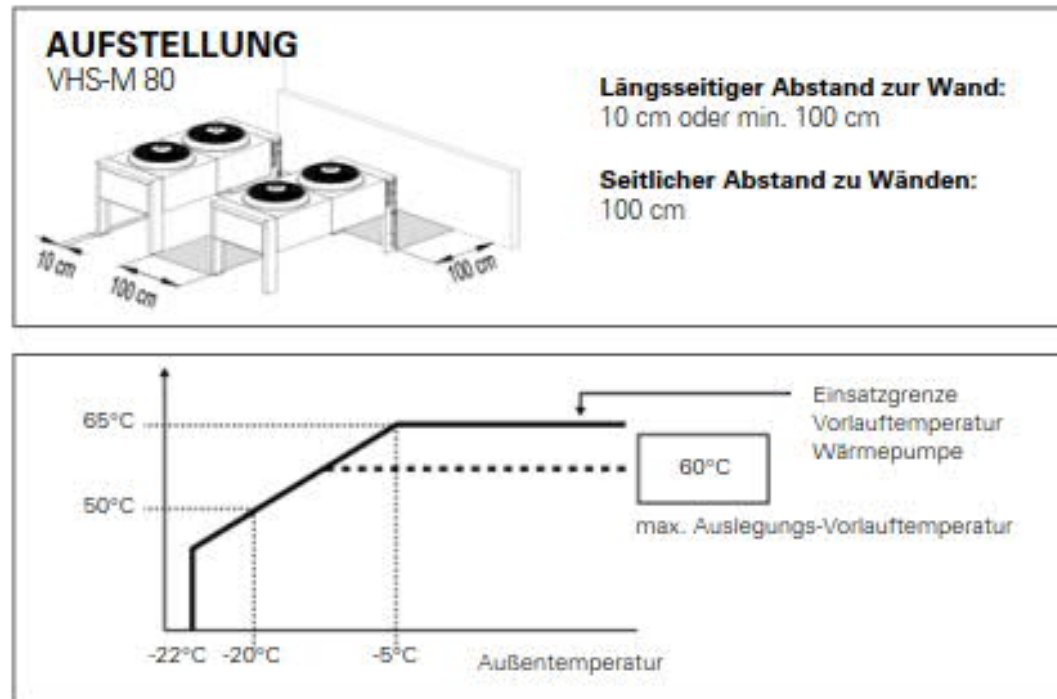 AUFSTELLUNG
VHS-M 80
Längsseitiger Abstand zur Wand:
10 cm oder min. 100 cm
Seitlicher Abstand zu Wänden:
100 cm
10 cm
100 cm
100 cm
65°C
50°C
-22°C -20°C -5°C
Außentemperatur
Einsatzgrenze
Vorlauftemperatur
Wärmepumpe
60°C
max. Auslegungs-Vorlauftemperatur